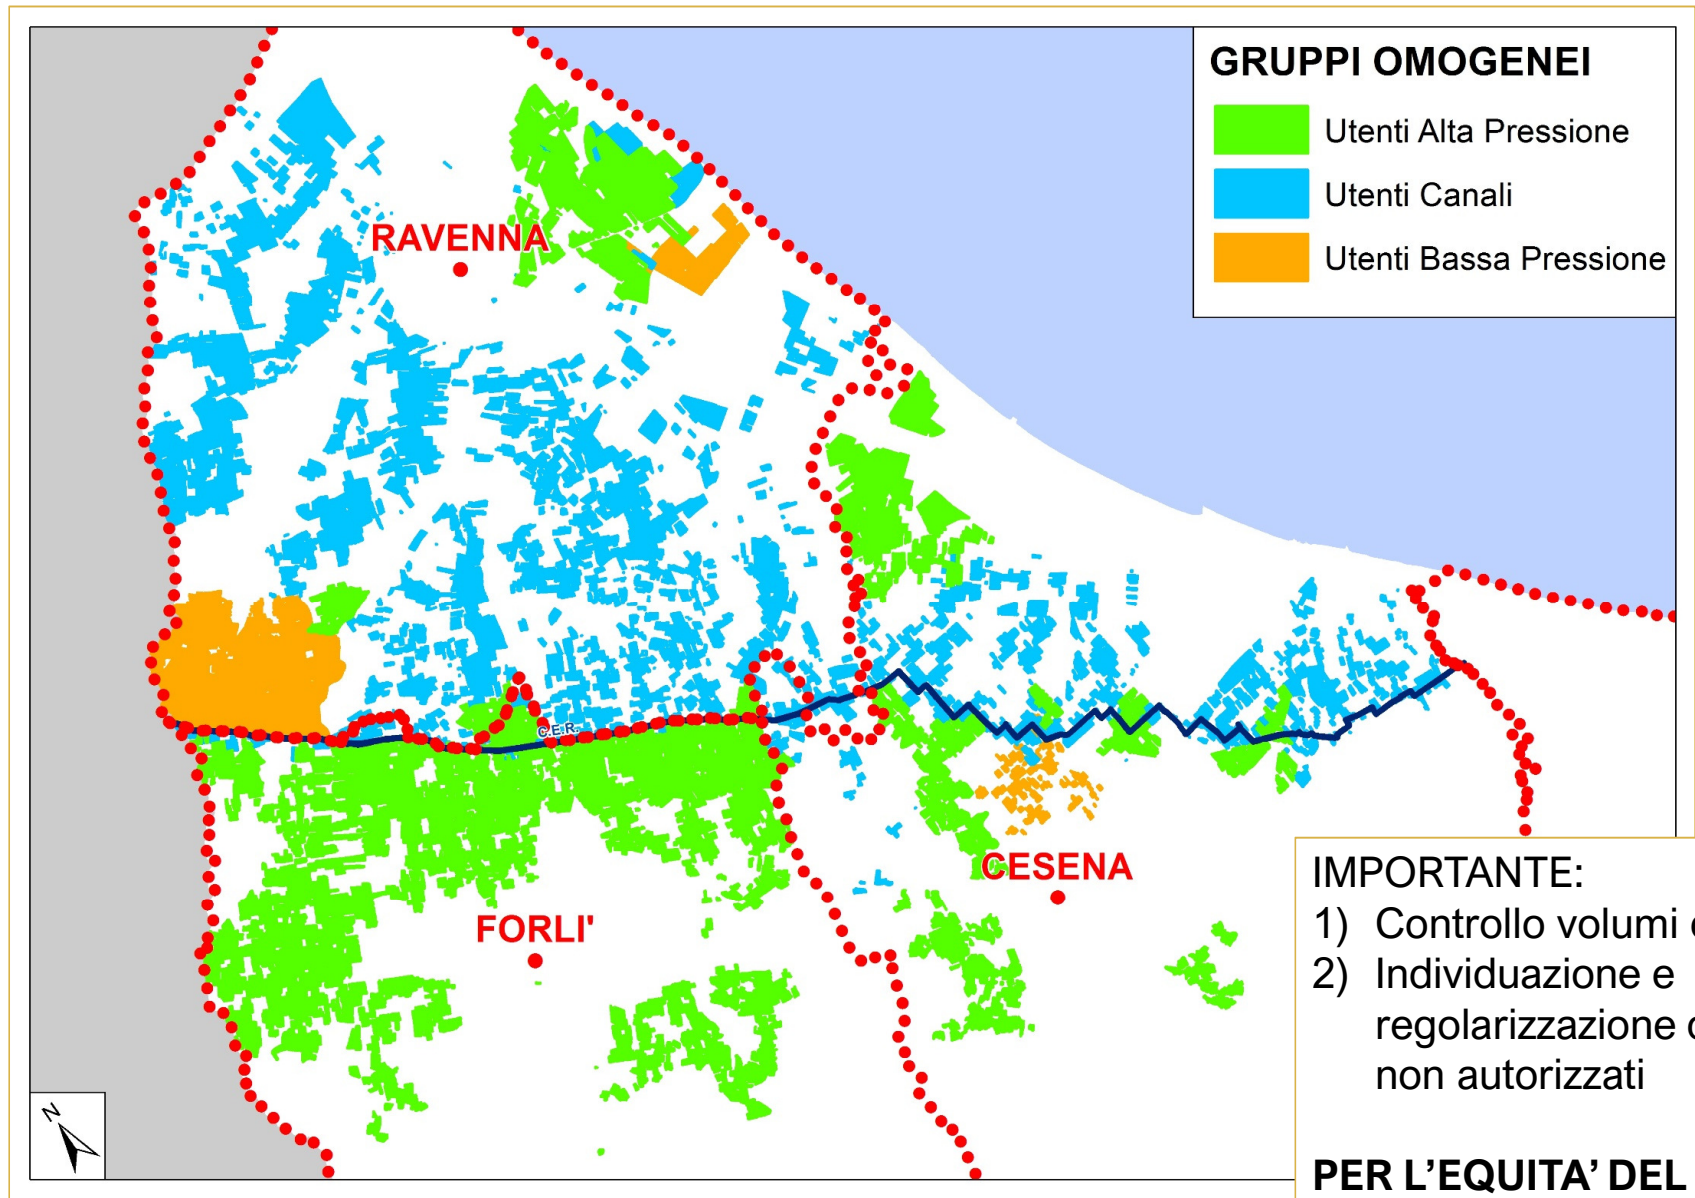 GRUPPI OMOGENEI
Utenti Alta Pressione
Utenti Canali
Utenti Bassa Pressione
RAVENNA
C.E.R.
CESENA
FORLI'
N
IMPORTANTE:
1) Controllo volumi
2) Individuazione e
regolarizzazione
non autorizzati
PER L'EQUITA' DEL